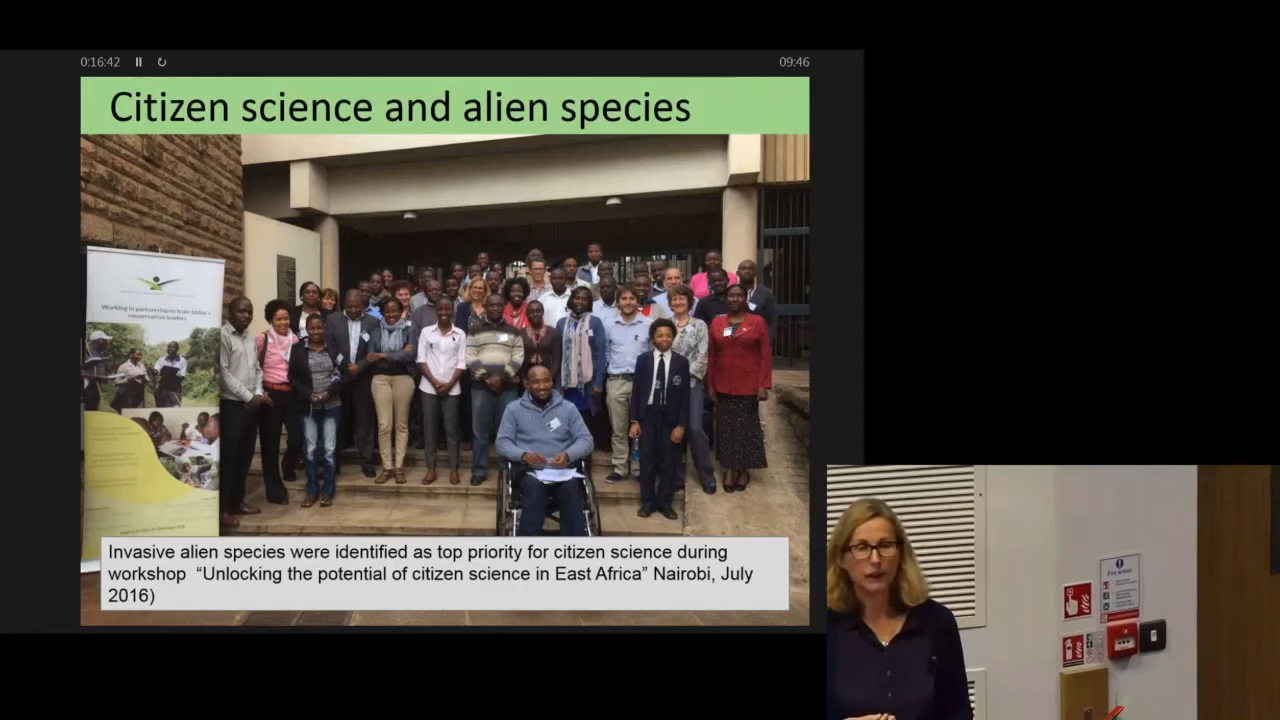 0:16:42
09:46
Citizen science and alien species
Working in partnership to train today's
conservation leaders
Invasive alien species were identified as top priority for citizen science during
workshop “Unlocking the potential of citizen science in East Africa” Nairobi, July
2016)
Fire action